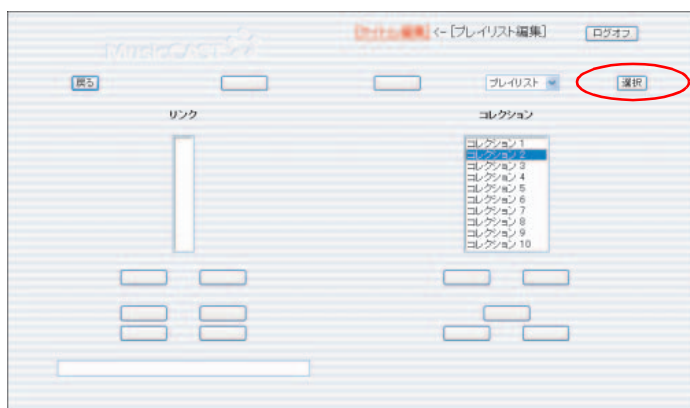 [タイトル編集] <- [プレイリスト編集] ログオフ
MusicCAST
戻る プレイリスト 選択
リンク コレクション
コレクション 1
コレクション 2
コレクション 3
コレクション 4
コレクション 5
コレクション 6
コレクション 7
コレクション 8
コレクション 9
コレクション 10